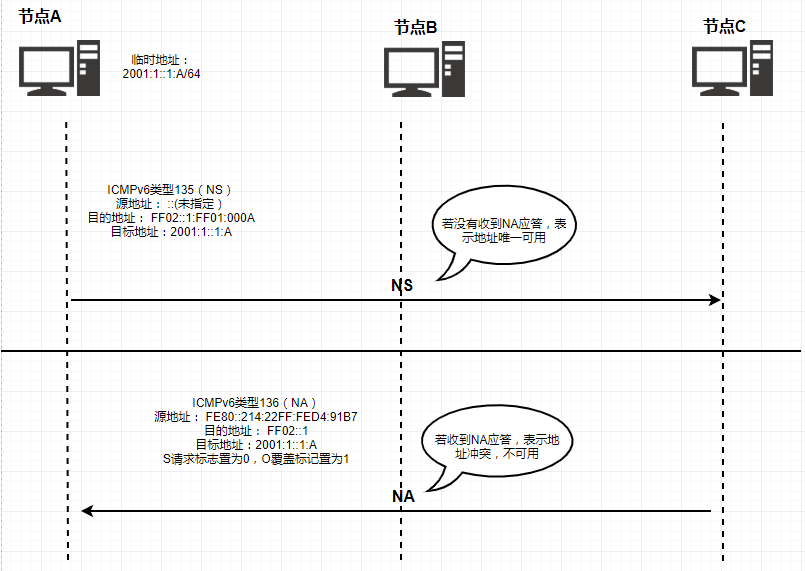 节点A
节点B
节点C
临时地址：
2001:1::1:A/64
ICMPv6类型135（NS）
源地址： ::(未指定）
目的地址： FF02::1:FF01:000A
目标地址：2001:1::1:A
若没有收到NA应答，表
示地址唯一可用
NS
ICMPv6类型136（NA）
源地址： FE80::214:22FF:FED4:91B7
目的地址： FF02::1
目标地址：2001:1::1:A
S请求标志置为0，O覆盖标记置为1
若收到NA应答，表示地
址冲突，不可用
NA